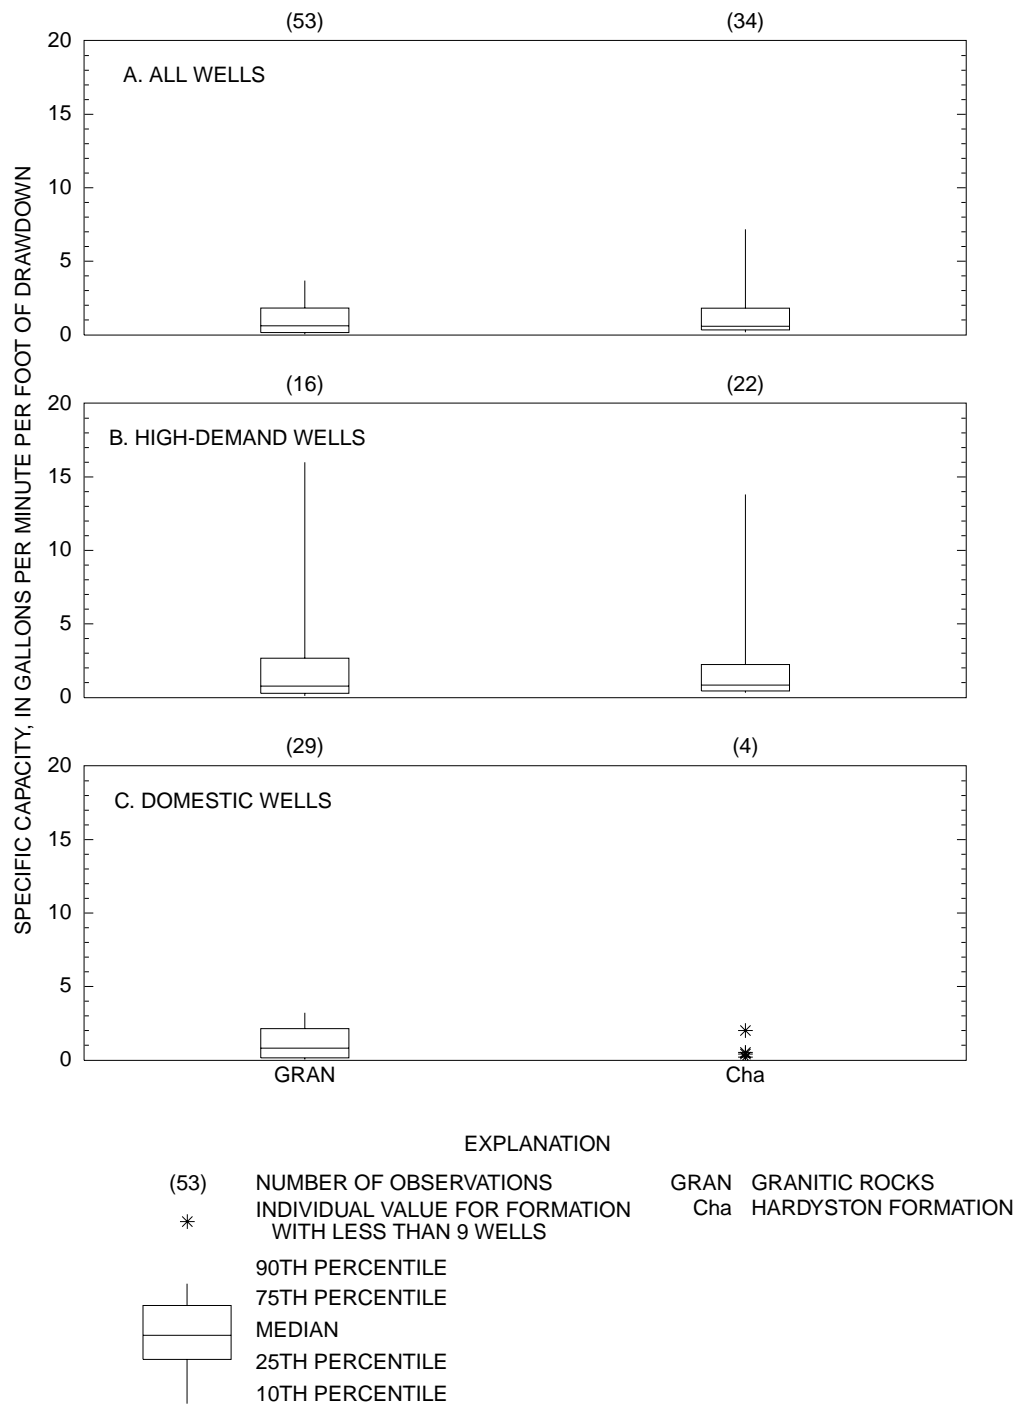 SPECIFIC CAPACITY, IN GALLONS PER MINUTE PER FOOT OF DRAWDOWN
(53) (34)
20
A. ALL WELLS
15
10
5
0
(16) (22)
20
B. HIGH-DEMAND WELLS
15
10
5
0
(29) (4)
20
C. DOMESTIC WELLS
15
10
5
0
GRAN Cha
EXPLANATION
(53) NUMBER OF OBSERVATIONS
INDIVIDUAL VALUE FOR FORMATION
WITH LESS THAN 9 WELLS
90TH PERCENTILE
75TH PERCENTILE
MEDIAN
25TH PERCENTILE
10TH PERCENTILE
GRAN GRANITIC ROCKS
Cha HARDYSTON FORMATION